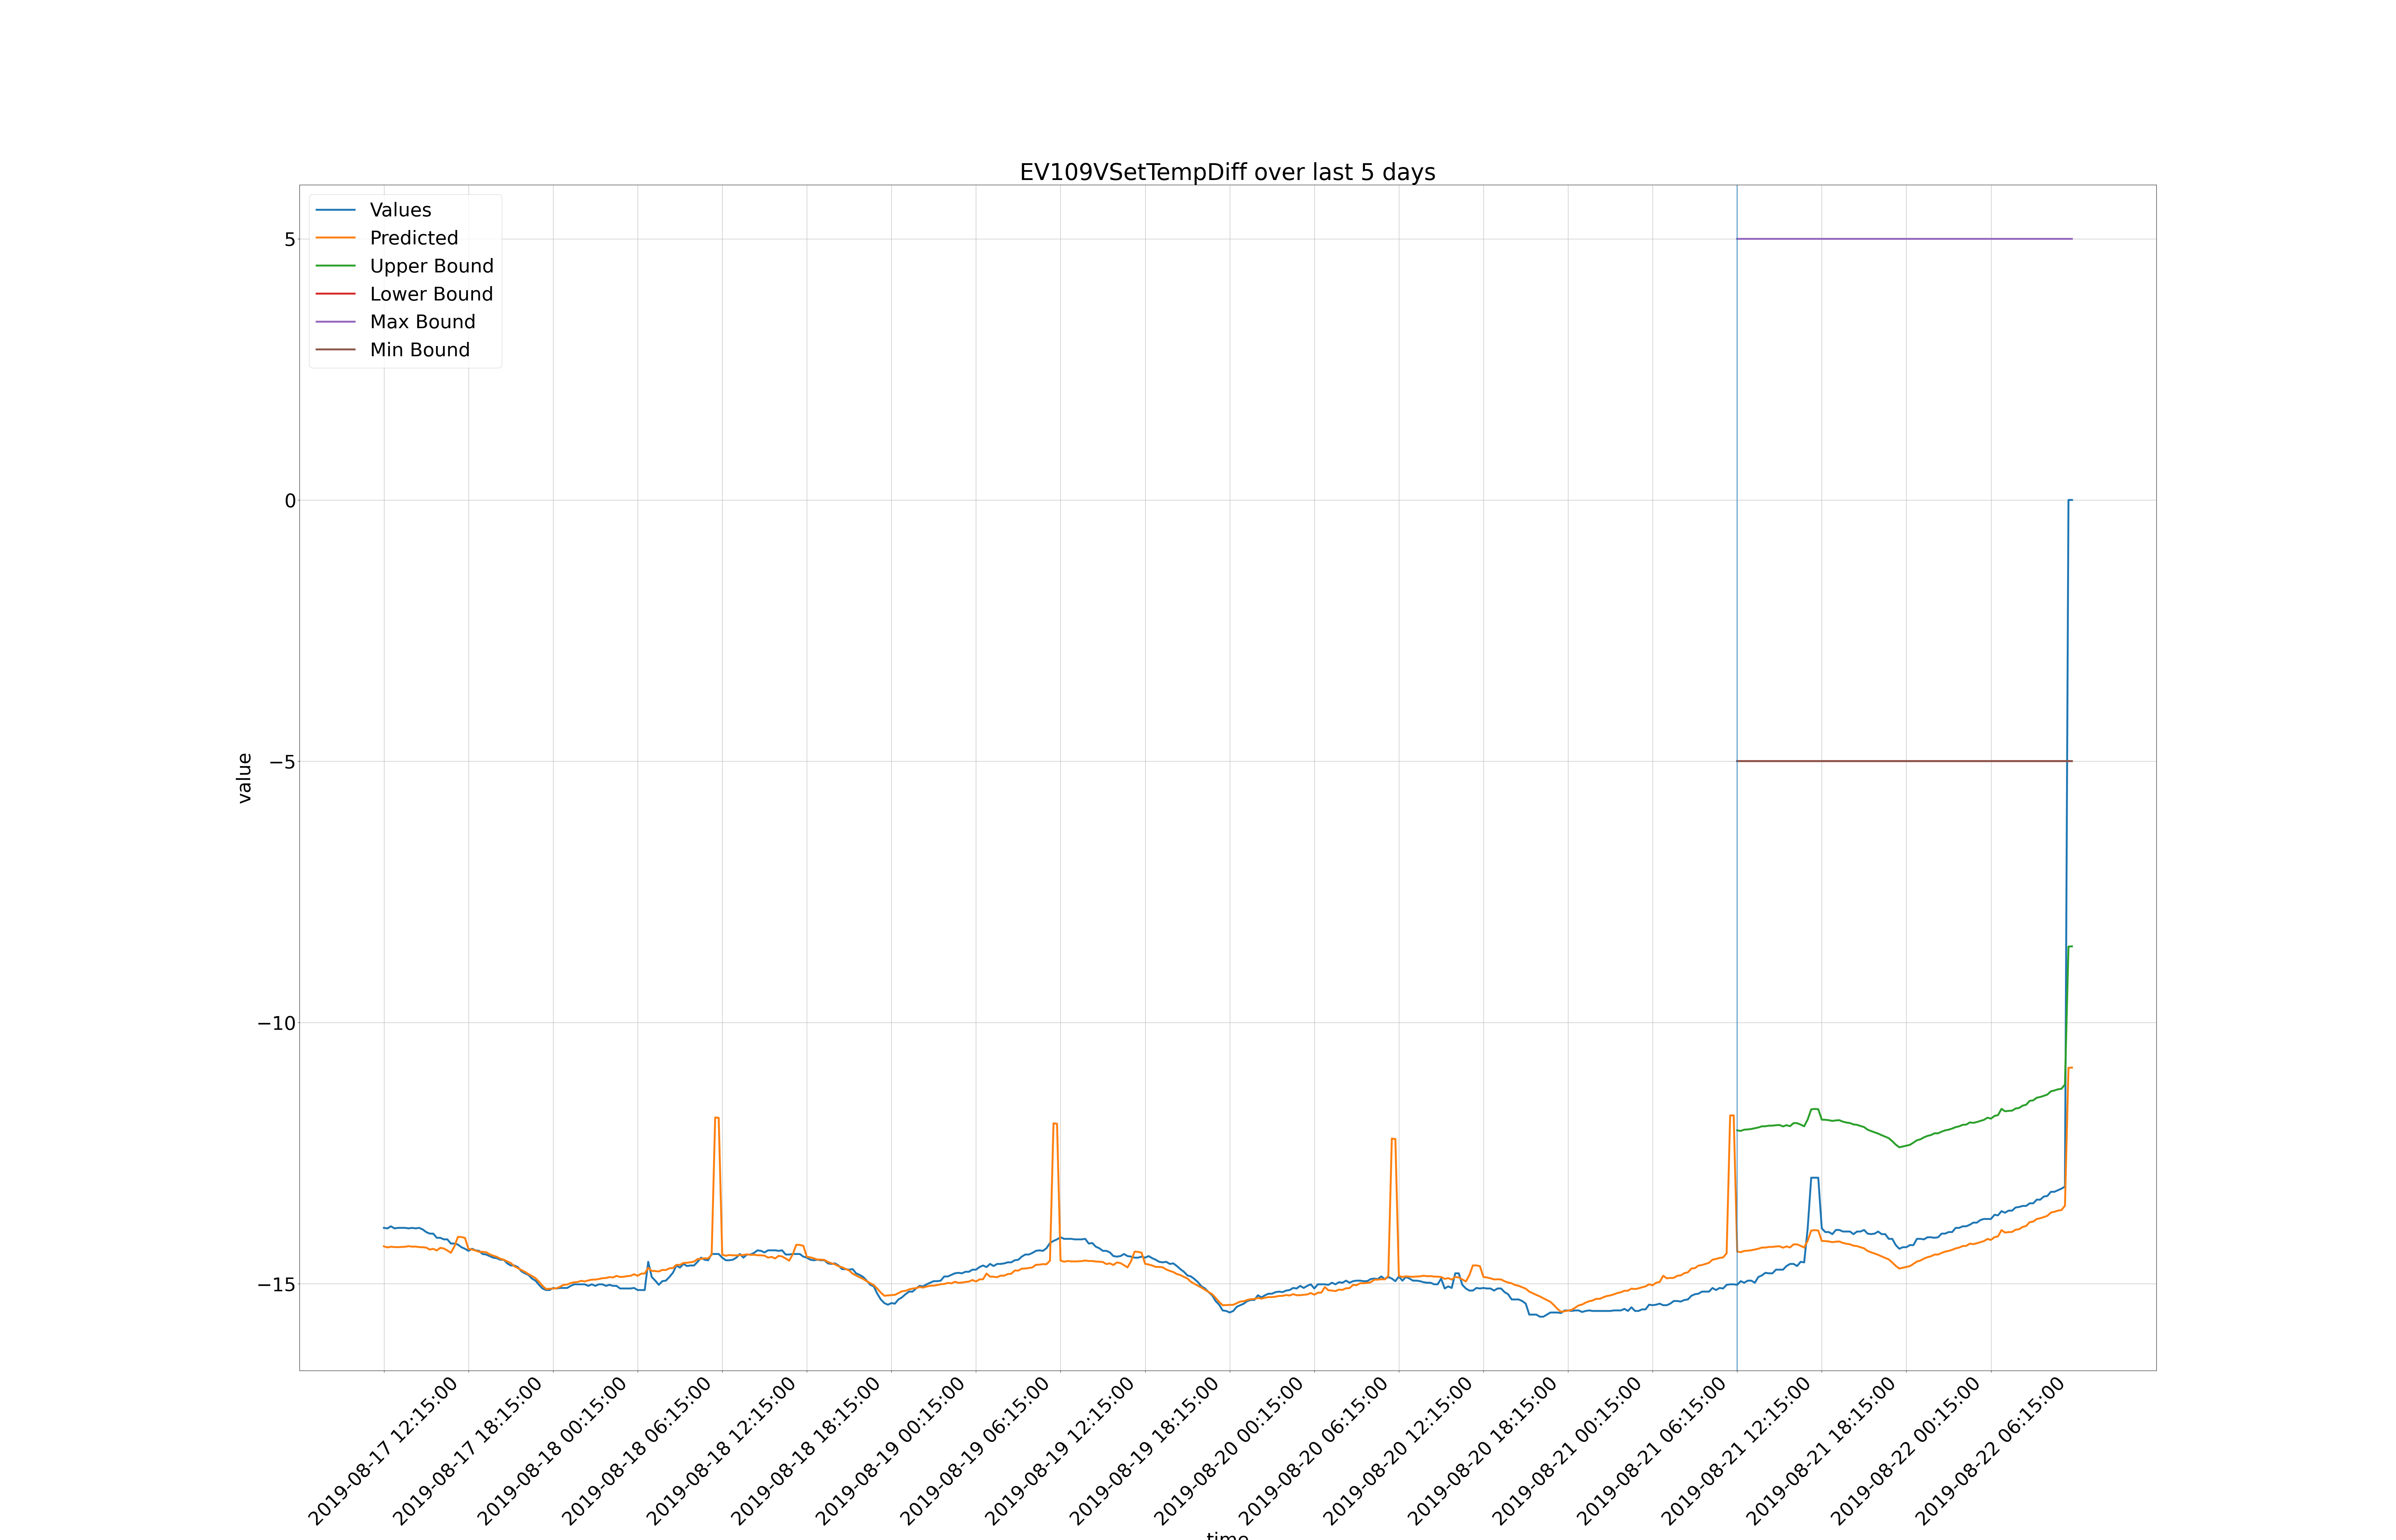 EV109VSetTempDiff over last 5 days
Values
Predicted
Upper Bound
Lower Bound
Max Bound
Min Bound
5
0
−5
−10
−15
value
2019-08-17 12:15:00
2019-08-17 18:15:00
2019-08-18 00:15:00
2019-08-18 06:15:00
2019-08-18 12:15:00
2019-08-18 18:15:00
2019-08-19 00:15:00
2019-08-19 06:15:00
2019-08-19 12:15:00
2019-08-19 18:15:00
2019-08-20 00:15:00
2019-08-20 06:15:00
2019-08-20 12:15:00
2019-08-20 18:15:00
2019-08-21 00:15:00
2019-08-21 06:15:00
2019-08-21 12:15:00
2019-08-21 18:15:00
2019-08-22 00:15:00
2019-08-22 06:15:00
time